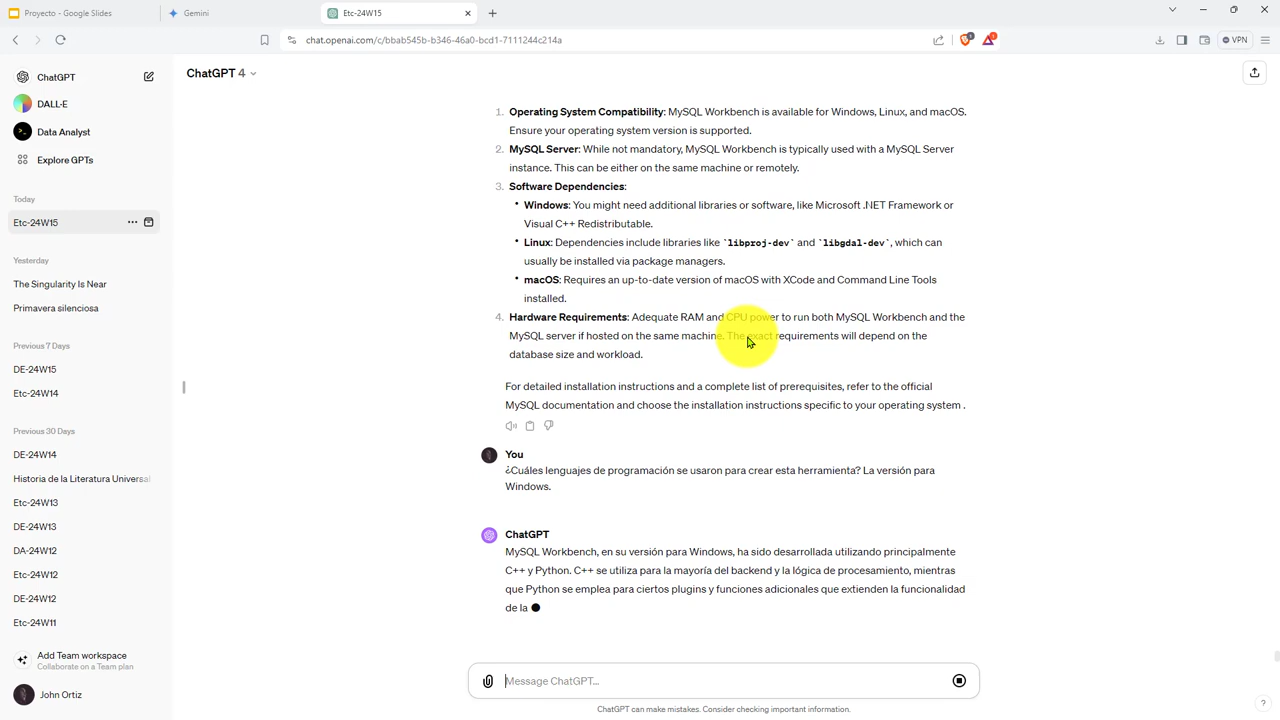 Proyecto - Google Slides
Gemini
Etc-24W15
chat.openai.com/c/bbab545b-b346-46a0-bcd1-7111244c214a
1
VPN
ChatGPT
DALL·E
Data Analyst
Explore GPTs
Today
Etc-24W15
Yesterday
The Singularity Is Near
Primavera silenciosa
Previous 7 Days
DE-24W15
Etc-24W14
Previous 30 Days
DE-24W14
Historia de la Literatura Universal
Etc-24W13
DE-24W13
DA-24W12
Etc-24W12
DE-24W12
Etc-24W11
Add Team workspace
Collaborate on a Team plan
John Ortiz
ChatGPT 4
1. Operating System Compatibility: MySQL Workbench is available for Windows, Linux, and macOS.
Ensure your operating system version is supported.
2. MySQL Server: While not mandatory, MySQL Workbench is typically used with a MySQL Server
instance. This can be either on the same machine or remotely.
3. Software Dependencies:
• Windows: You might need additional libraries or software, like Microsoft .NET Framework or
Visual C++ Redistributable.
• Linux: Dependencies include libraries like `libproj-dev` and `libgdal-dev`, which can
usually be installed via package managers.
• macOS: Requires an up-to-date version of macOS with XCode and Command Line Tools
installed.
4. Hardware Requirements: Adequate RAM and CPU power to run both MySQL Workbench and the
MySQL server if hosted on the same machine. The exact requirements will depend on the
database size and workload.
For detailed installation instructions and a complete list of prerequisites, refer to the official
MySQL documentation and choose the installation instructions specific to your operating system .
You
¿Cuáles lenguajes de programación se usaron para crear esta herramienta? La versión para
Windows.
ChatGPT
MySQL Workbench, en su versión para Windows, ha sido desarrollada utilizando principalmente
C++ y Python. C++ se utiliza para la mayoría del backend y la lógica de procesamiento, mientras
que Python se emplea para ciertos plugins y funciones adicionales que extienden la funcionalidad
de la
Message ChatGPT...
ChatGPT can make mistakes. Consider checking important information.
?